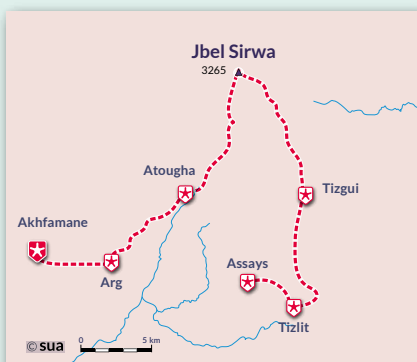 Jbel Sirwa
3265
Atougha
Tizgui
Akhfamane
Arg
Assays
Tizlit
© sua
0 5 km